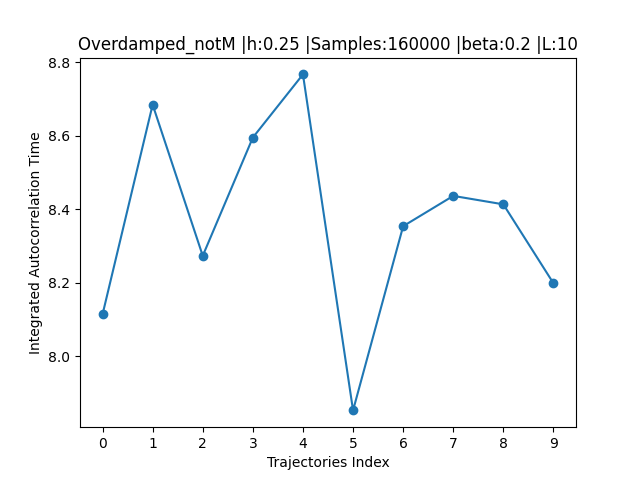 Overdamped_notM |h:0.25 |Samples:160000 |beta:0.2 |L:10
8.8
8.6
8.4
8.2
8.0
Integrated Autocorrelation Time
0 1 2 3 4 5 6 7 8 9
Trajectories Index